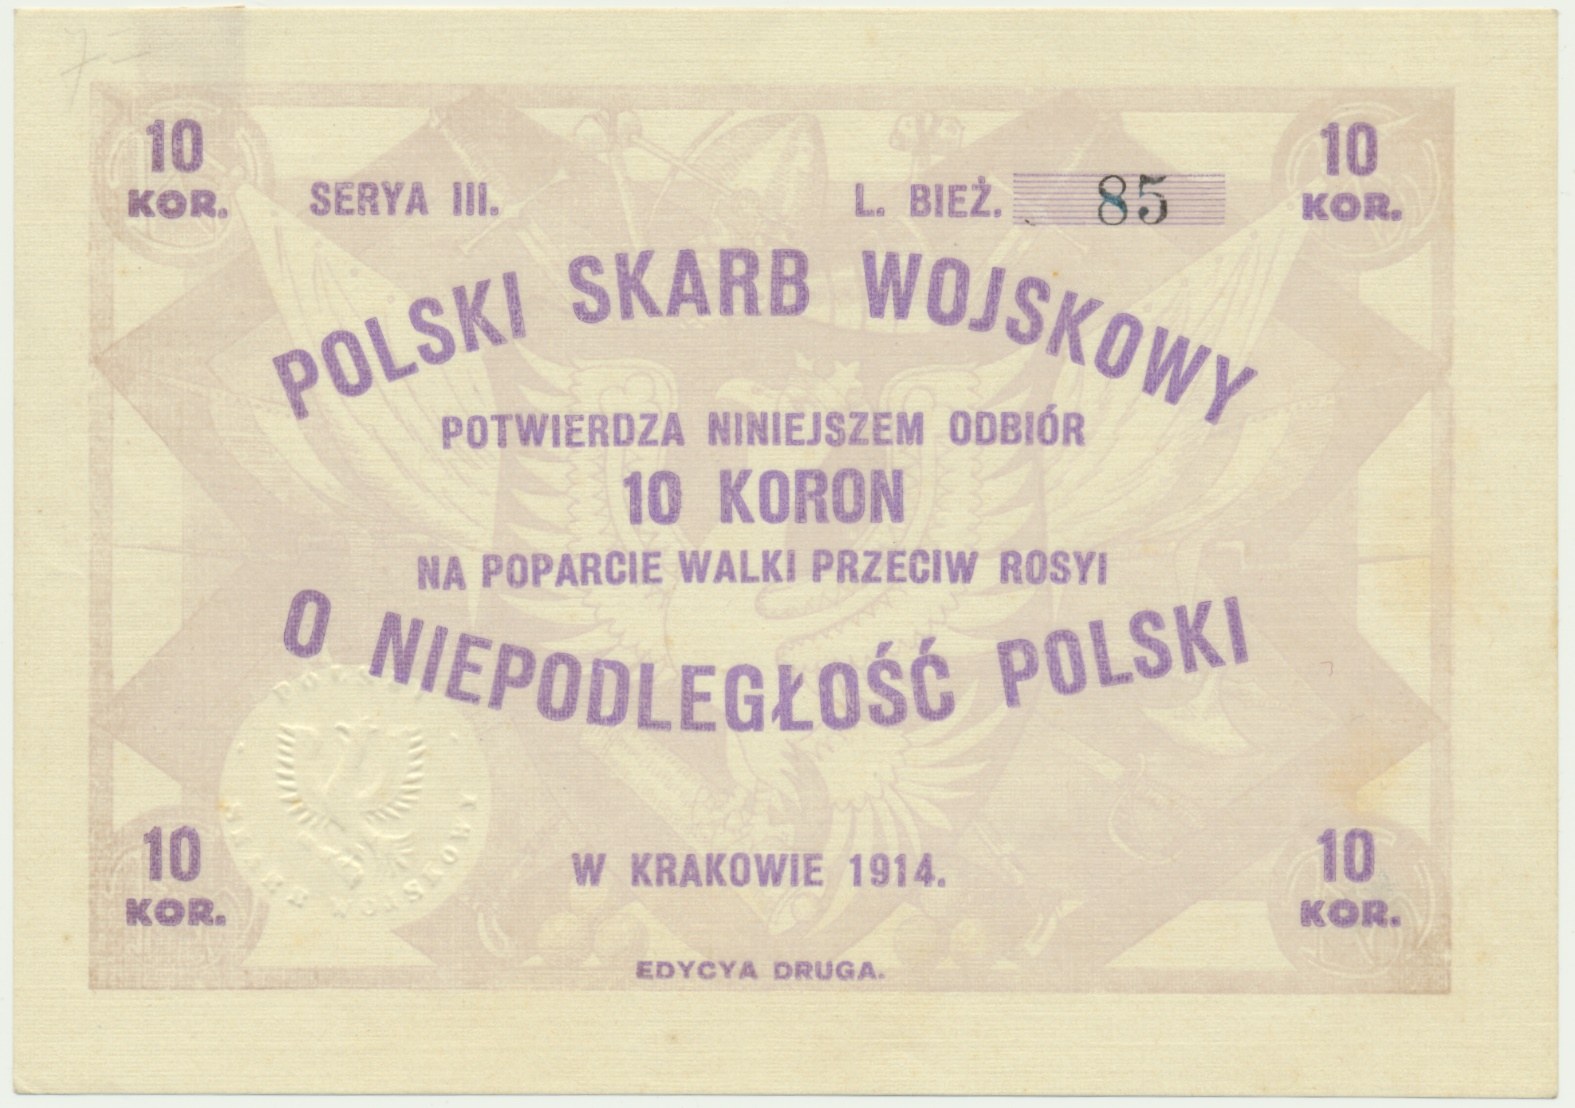 10 KOR.
10 KOR.
SERYA III.
L. BIEŻ. 85
POLSKI SKARB WOJSKOWY
POTWIERDZA NINIEJSZEM ODBIÓR
10 KORON
NA POPARCIE WALKI PRZECIW ROSYI
O NIEPODLEGŁOŚĆ POLSKI
10 KOR.
W KRAKOWIE 1914.
10 KOR.
EDYCYA DRUGA.